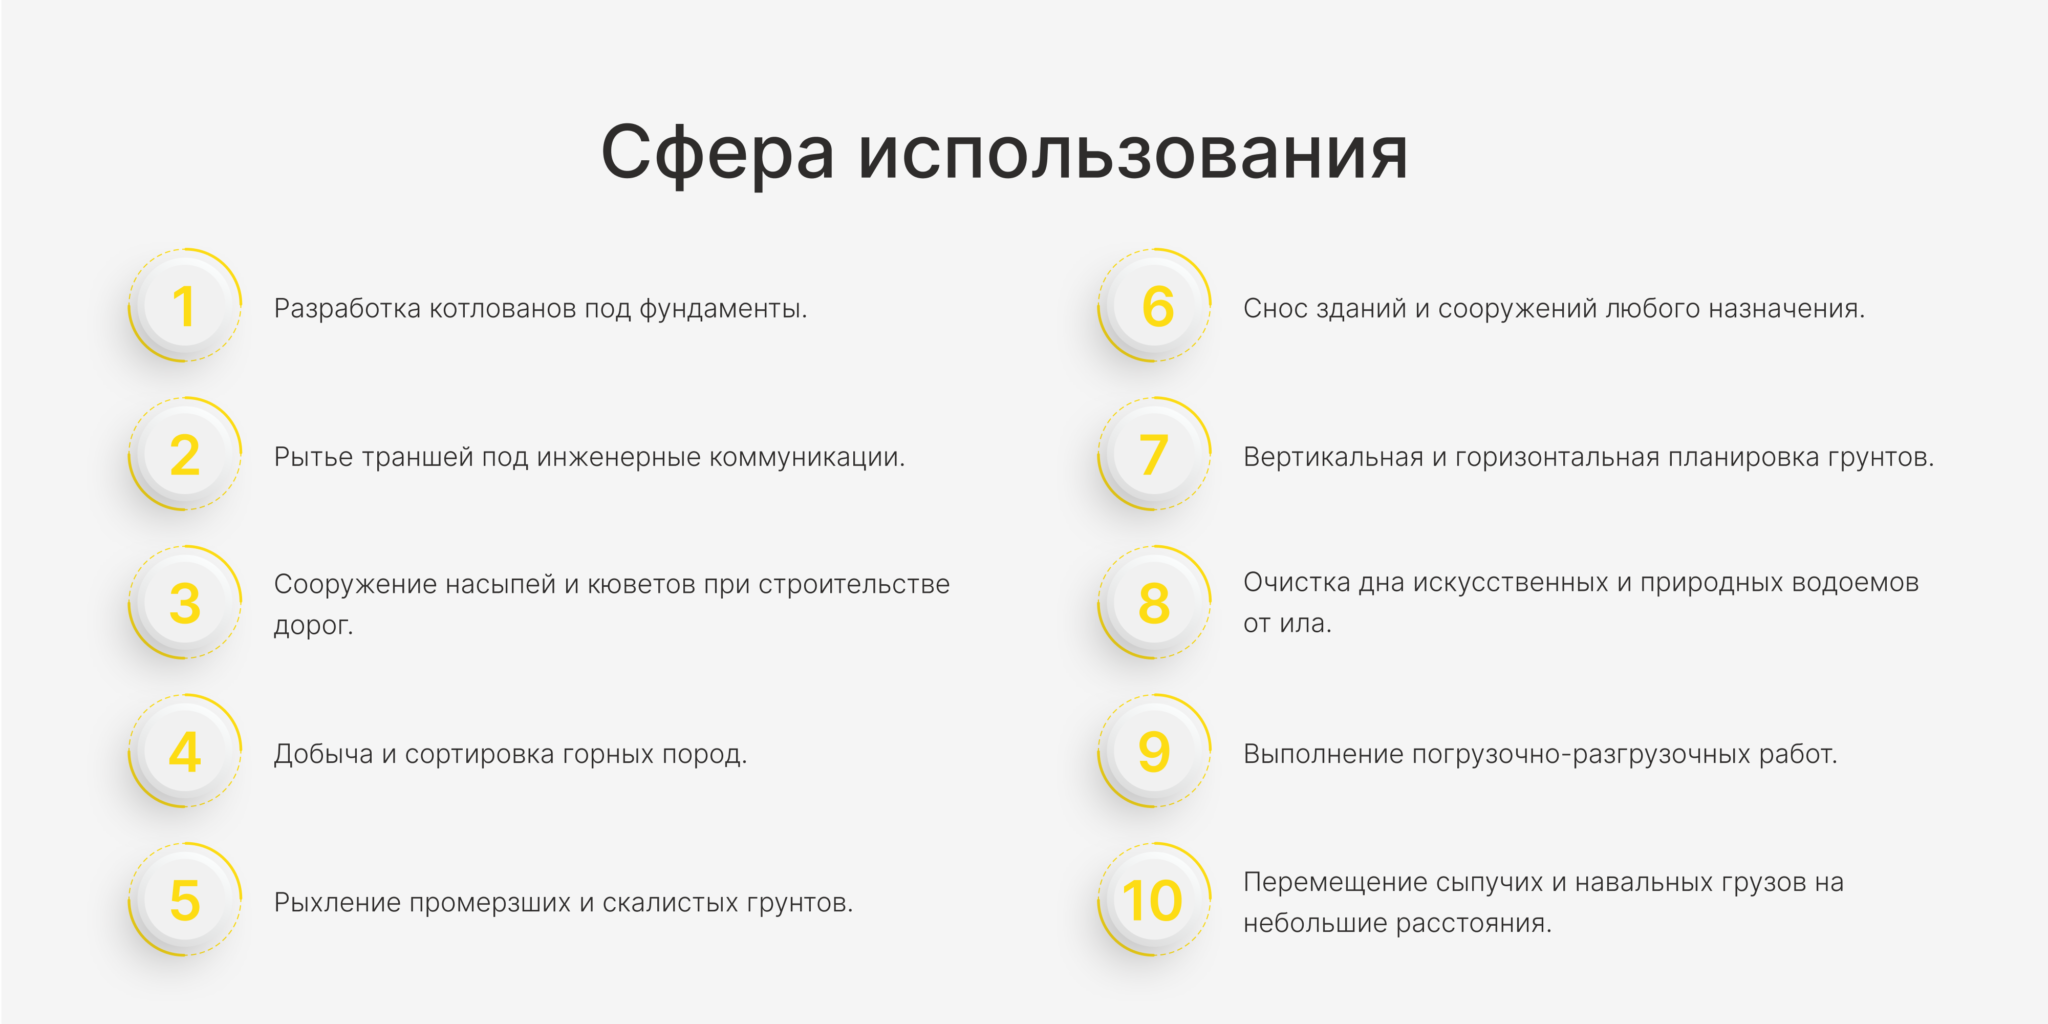 Сфера использования
1
Разработка котлованов под фундаменты.
2
Рытье траншей под инженерные коммуникации.
3
Сооружение насыпей и кюветов при строительстве
дорог.
4
Добыча и сортировка горных пород.
5
Рыхление промерзших и скалистых грунтов.
6
Снос зданий и сооружений любого назначения.
7
Вертикальная и горизонтальная планировка грунтов.
8
Очистка дна искусственных и природных водоемов
от ила.
9
Выполнение погрузочно-разгрузочных работ.
10
Перемещение сыпучих и навальных грузов на
небольшие расстояния.